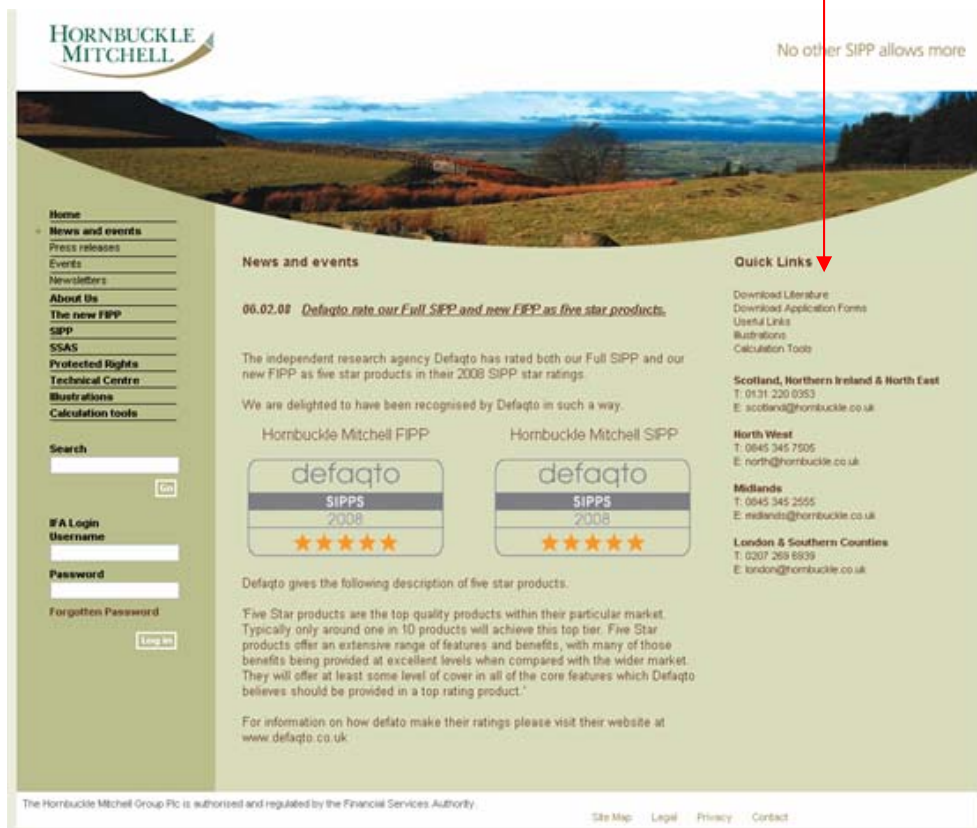 HORNBUCKLE
MITCHELL
No other SIPP allows more
Home
News and events
Press releases
Events
Newsletters
About Us
The new FIPP
SIPP
SSAS
Protected Rights
Technical Centre
Illustrations
Calculation tools
Search
Go
IFA Login
Username
Password
Forgotten Password
Log in
News and events
06.02.08 Defaqto rate our Full SIPP and new FIPP as five star products.
The independent research agency Defaqto has rated both our Full SIPP and our
new FIPP as five star products in their 2008 SIPP star ratings.
We are delighted to have been recognised by Defaqto in such a way.
Hornbuckle Mitchell FIPP
defaqto
SIPPS
2008
Hornbuckle Mitchell SIPP
defaqto
SIPPS
2008
Defaqto gives the following description of five star products.
'Five Star products are the top quality products within their particular market.
Typically only around one in 10 products will achieve this top tier. Five Star
products offer an extensive range of features and benefits, with many of those
benefits being provided at excellent levels when compared with the wider market.
They will offer at least some level of cover in all of the core features which Defaqto
believes should be provided in a top rating product.'
For information on how defato make their ratings please visit their website at
www.defaqto.co.uk
Quick Links
Download Literature
Download Application Forms
Useful Links
Illustrations
Calculation Tools
Scotland, Northern Ireland & North East
T: 0131 220 0353
E: scotland@hornbuckle.co.uk
North West
T: 0845 345 7505
E: north@hornbuckle.co.uk
Midlands
T: 0845 345 2555
E: midlands@hornbuckle.co.uk
London & Southern Counties
T: 0207 269 6939
E: london@hornbuckle.co.uk
The Hornbuckle Mitchell Group Plc is authorised and regulated by the Financial Services Authority.
Site Map Legal Privacy Contact